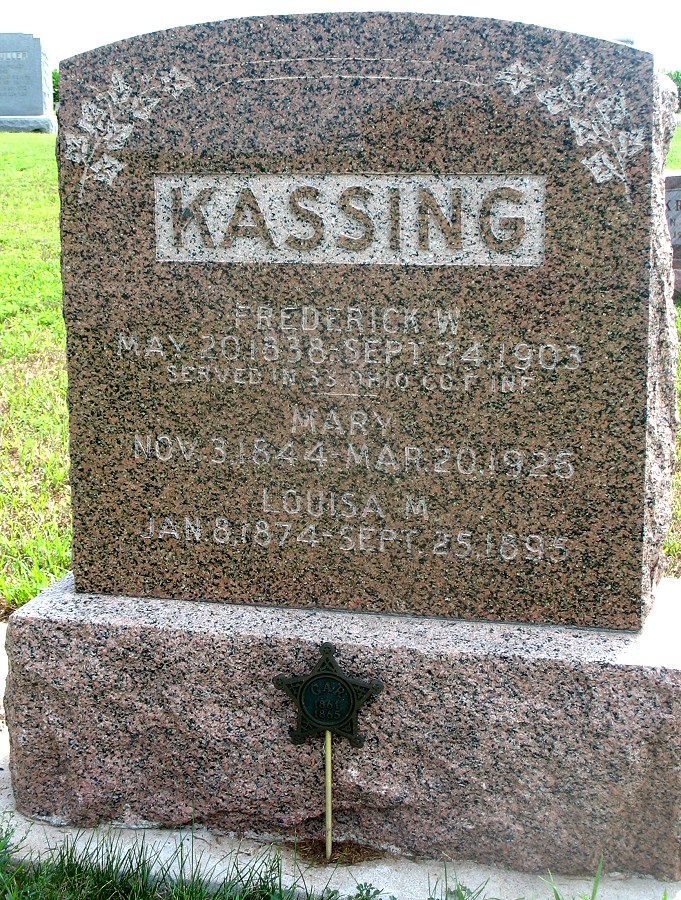 KASSING
FREDERICK W.
MAY 20, 1838 - SEPT. 24, 1903
SERVED IN 33 OHIO CO. F INF.
MARY
NOV. 3, 1844 - MAR. 20, 1926
LOUISA M.
JAN. 8, 1874 - SEPT. 25, 1895
G.A.R.
1861
1865